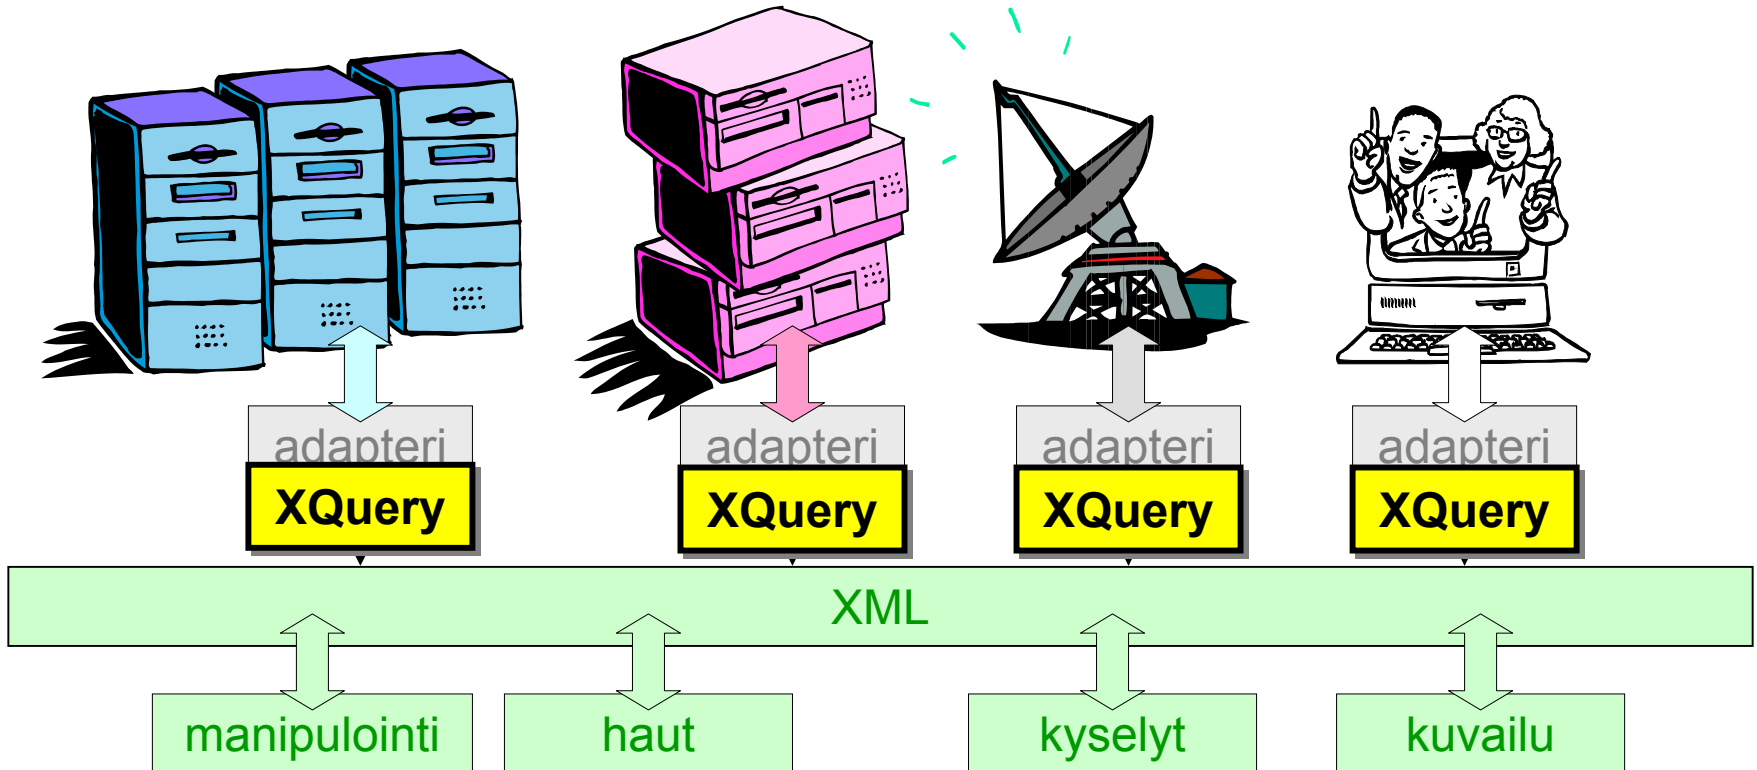 adapteri adapteri adapteri adapteri
XQuery XQuery XQuery XQuery
XML
manipulointi haut kyselyt kuvailu